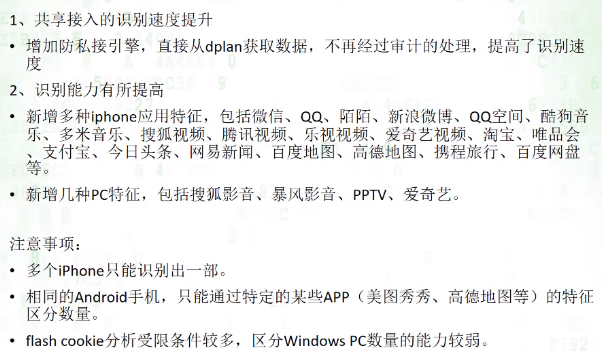 1、共享接入的识别速度提升
• 增加防私接引擎，直接从dplan获取数据，不再经过审计的处理，提高了识别速
度
2、识别能力有所提高
• 新增多种iphone应用特征，包括微信、QQ、陌陌、新浪微博、QQ空间、酷狗音
乐、多米音乐、搜狐视频、腾讯视频、乐视视频、爱奇艺视频、淘宝、唯品会
、支付宝、今日头条、网易新闻、百度地图、高德地图、携程旅行、百度网盘
等。
• 新增几种PC特征，包括搜狐影音、暴风影音、PPTV、爱奇艺。
注意事项：
• 多个iPhone只能识别出一部。
• 相同的Android手机，只能通过特定的某些APP（美图秀秀、高德地图等）的特征
区分数量。
• flash cookie分析受限条件较多，区分Windows PC数量的能力较弱。